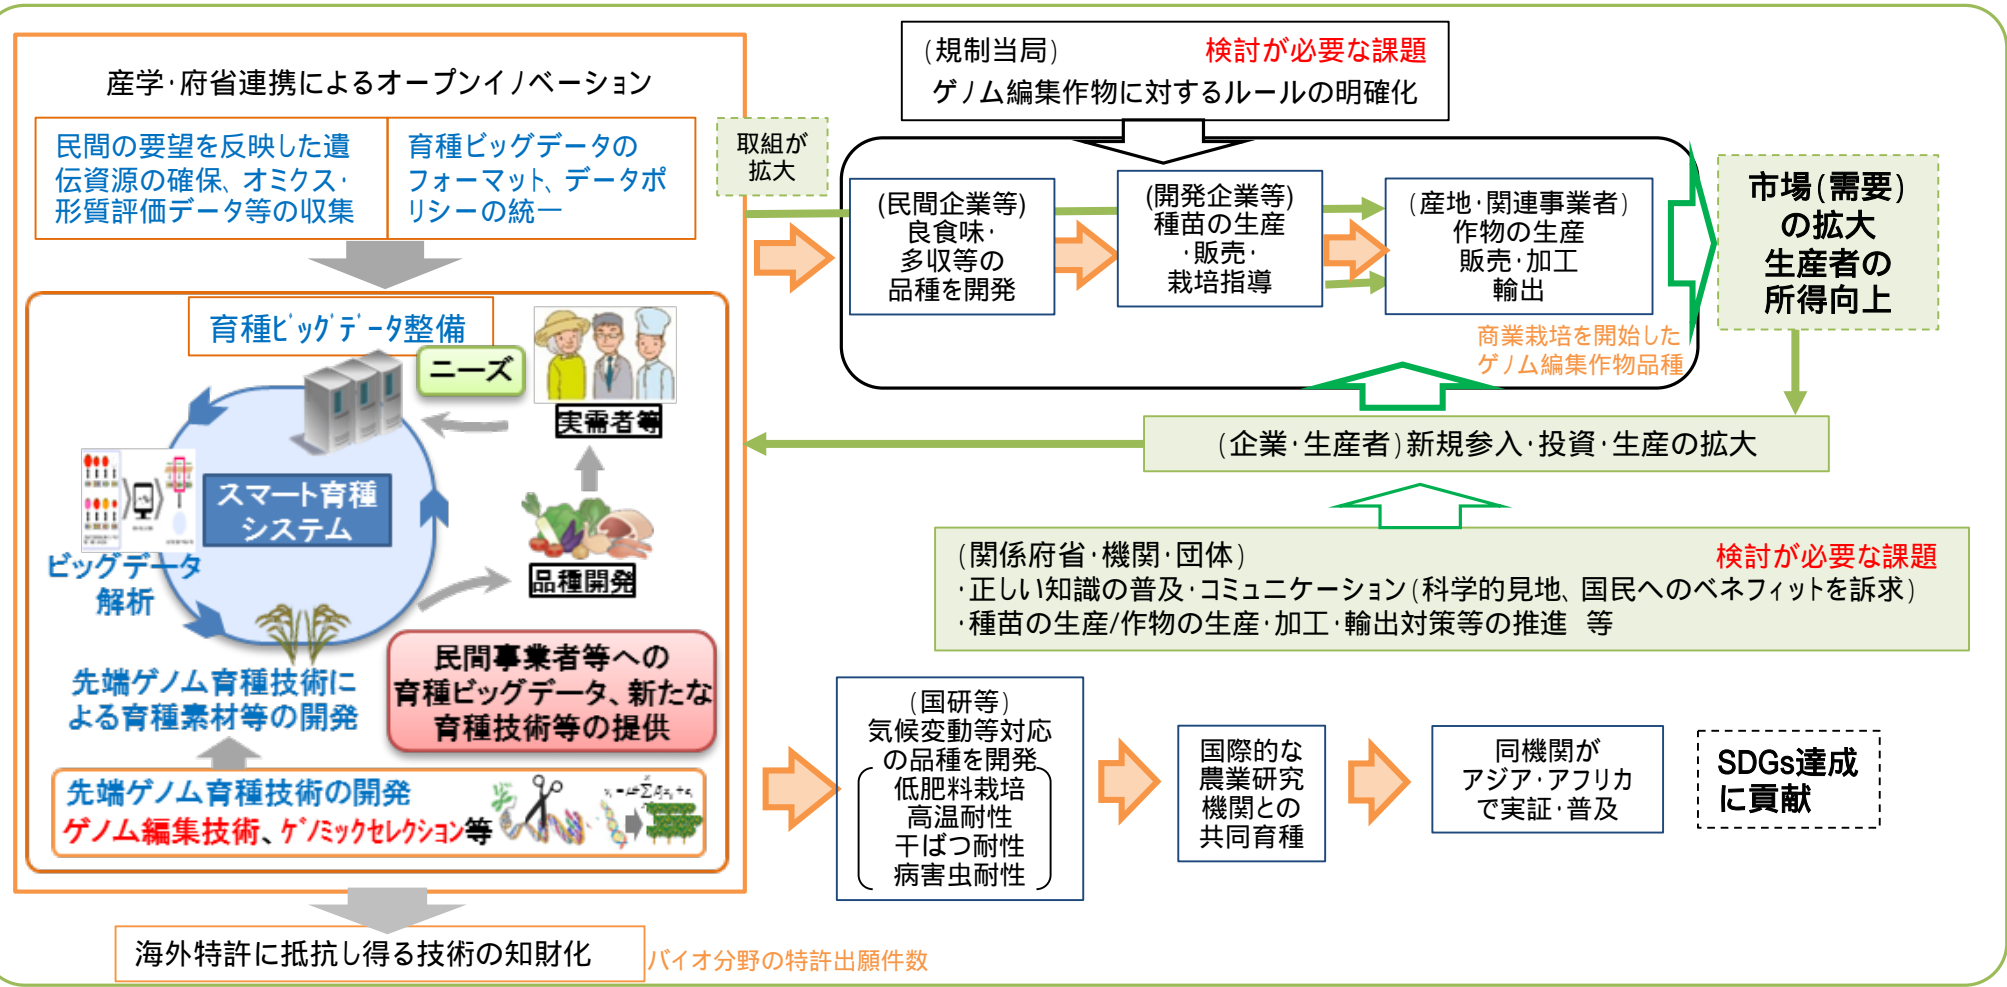 産学･府省連携によるオープンイノベーション
民間の要望を反映した遺
伝資源の確保､オミクス･
形質評価データ等の収集
育種ビッグデータの
フォーマット､データポ
リシーの統一
育種ﾋﾞｯｸﾞﾃﾞｰﾀ整備
ニーズ
実需者等
スマート育種
システム
ビッグデータ
解析
品種開発
先端ゲノム育種技術に
よる育種素材等の開発
民間事業者等への
育種ビッグデータ､新たな
育種技術等の提供
先端ゲノム育種技術の開発
ゲノム編集技術､ｹﾞﾉﾐｯｸセレクション等
海外特許に抵抗し得る技術の知財化
バイオ分野の特許出願件数
取組が
拡大
(規制当局)
検討が必要な課題
ゲノム編集作物に対するルールの明確化
(民間企業等)
良食味･
多収等の
品種を開発
(開発企業等)
種苗の生産
･販売･
栽培指導
(産地･関連事業者)
作物の生産
販売･加工
輸出
商業栽培を開始した
ゲノム編集作物品種
市場(需要)
の拡大
生産者の
所得向上
(企業･生産者)新規参入･投資･生産の拡大
(関係府省･機関･団体)
検討が必要な課題
･正しい知識の普及･コミュニケーション(科学的見地､国民へのベネフィットを訴求)
･種苗の生産/作物の生産･加工･輸出対策等の推進 等
(国研等)
気候変動等対応
の品種を開発
低肥料栽培
高温耐性
干ばつ耐性
病害虫耐性
国際的な
農業研究
機関との
共同育種
同機関が
アジア･アフリカ
で実証･普及
SDGs達成
に貢献